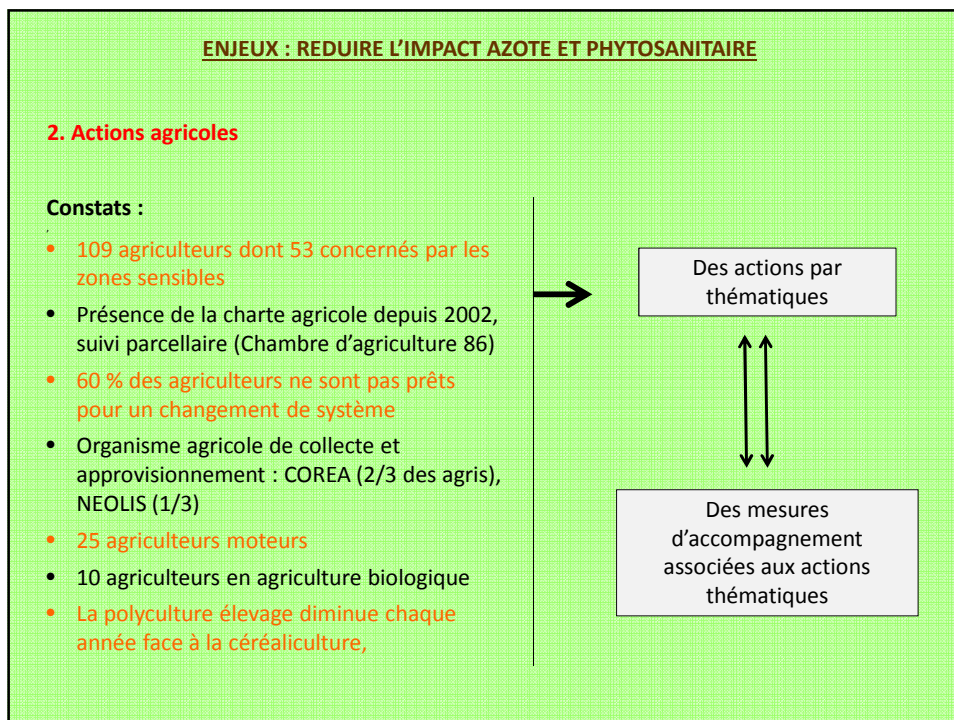 ENJEUX : REDUIRE L'IMPACT AZOTE ET PHYTOSANITAIRE
2. Actions agricoles
Constats :
• 109 agriculteurs dont 53 concernés par les
zones sensibles
• Présence de la charte agricole depuis 2002,
suivi parcellaire (Chambre d'agriculture 86)
• 60 % des agriculteurs ne sont pas prêts
pour un changement de système
• Organisme agricole de collecte et
approvisionnement : COREA (2/3 des agris),
NEOLIS (1/3)
• 25 agriculteurs moteurs
• 10 agriculteurs en agriculture biologique
• La polyculture élevage diminue chaque
année face à la céréaliculture,
Des actions par
thématiques
Des mesures
d'accompagnement
associées aux actions
thématiques